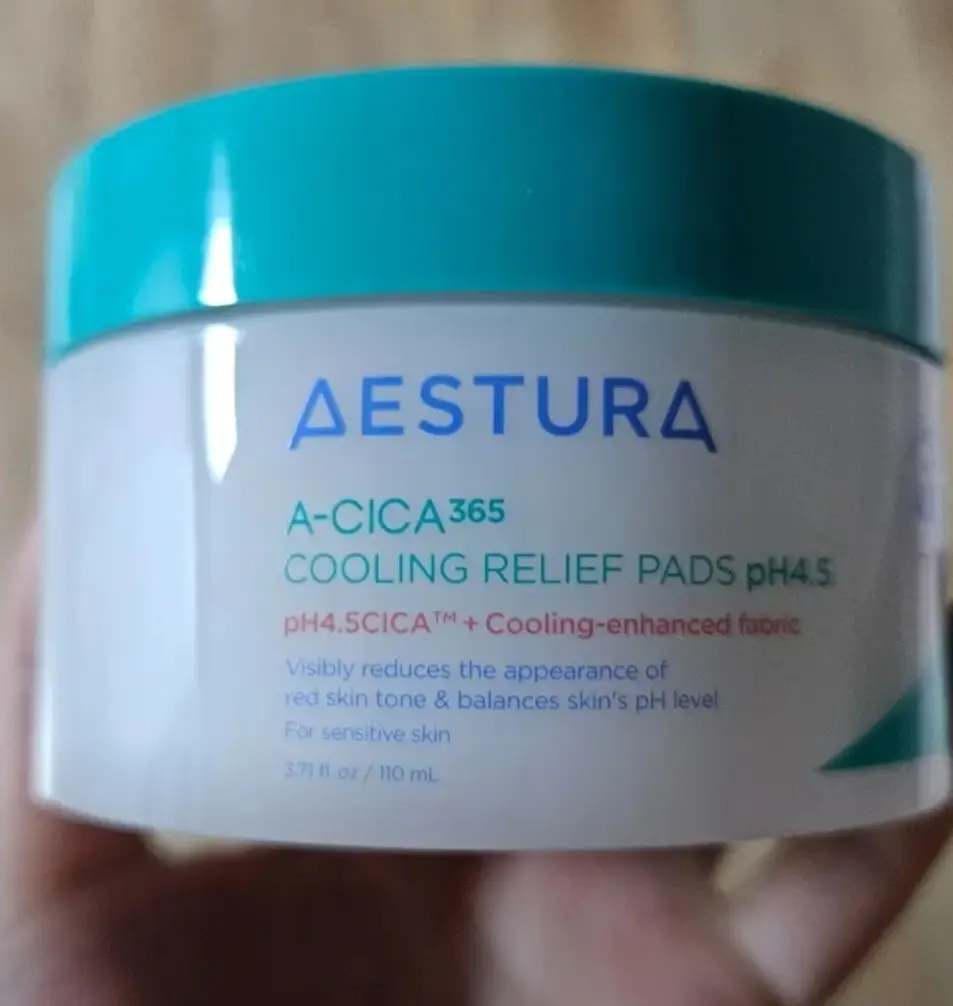 AESTURA
A-CICA³⁶⁵
COOLING RELIEF PADS pH4.5
pH4.5CICA™ + Cooling-enhanced fabric
Visibly reduces the appearance of
red skin tone & balances skin's pH level
For sensitive skin
3.71 fl oz / 110 mL